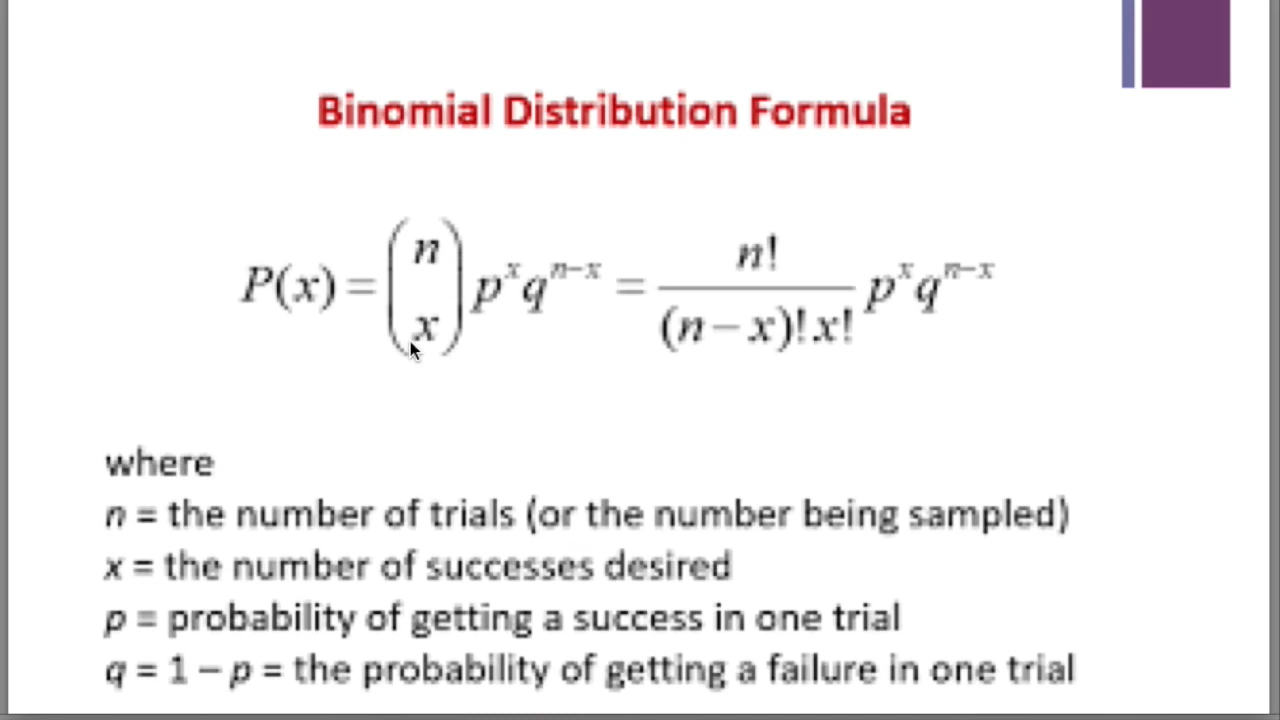 Binomial Distribution Formula
P(x) = (n x) p^x q^{n-x} = n! / (n-x)!x! p^x q^{n-x}
where
n = the number of trials (or the number being sampled)
x = the number of successes desired
p = probability of getting a success in one trial
q = 1 – p = the probability of getting a failure in one trial